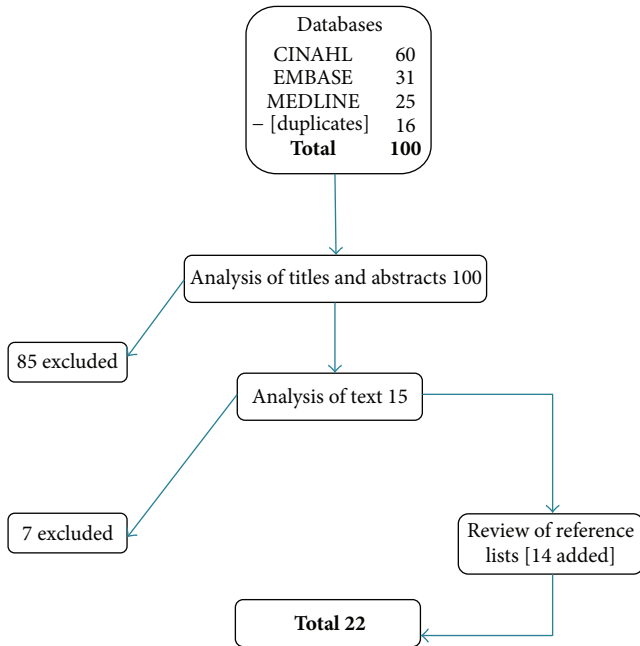 Databases
CINAHL 60
EMBASE 31
MEDLINE 25
− [duplicates] 16
Total 100
Analysis of titles and abstracts 100
85 excluded
Analysis of text 15
7 excluded
Review of reference
lists [14 added]
Total 22